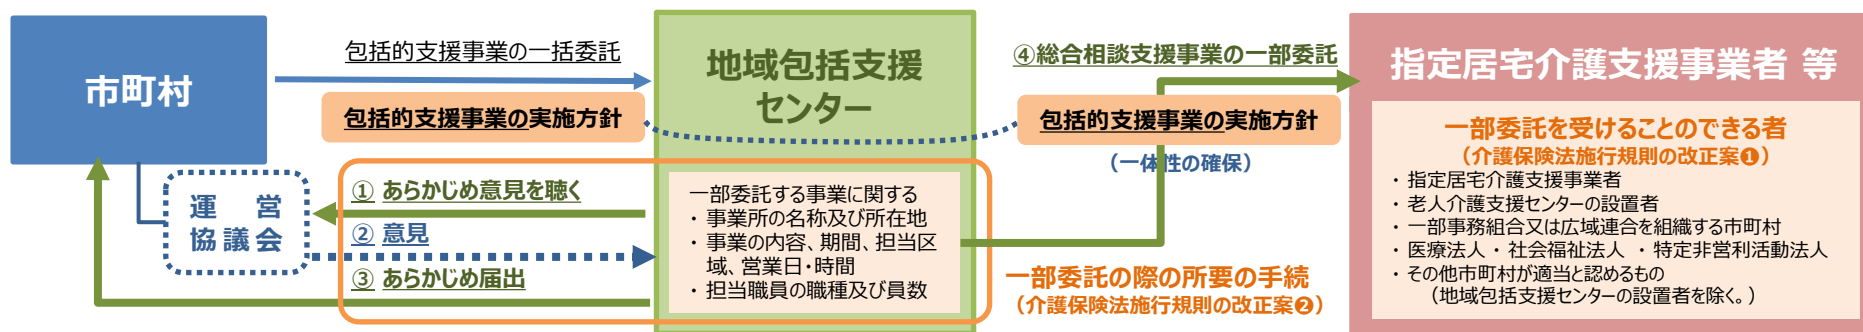 市町村
運　営
協議会
包括的支援事業の一括委託
包括的支援事業の実施方針
① あらかじめ意見を聴く
② 意見
③ あらかじめ届出
地域包括支援
センター
一部委託する事業に関する
・ 事業所の名称及び所在地
・ 事業の内容、期間、担当区
域、営業日・時間
・ 担当職員の職種及び員数
④総合相談支援事業の一部委託
包括的支援事業の実施方針
（一体性の確保）
一部委託の際の所要の手続
（介護保険法施行規則の改正案❷）
指定居宅介護支援事業者 等
一部委託を受けることのできる者
（介護保険法施行規則の改正案❶）
・ 指定居宅介護支援事業者
・ 老人介護支援センターの設置者
・ 一部事務組合又は広域連合を組織する市町村
・ 医療法人 ・ 社会福祉法人 ・ 特定非営利活動法人
・ その他市町村が適当と認めるもの
（地域包括支援センターの設置者を除く。）